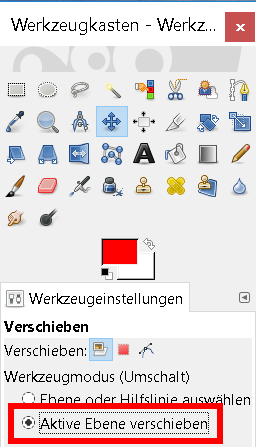 Werkzeugkasten - Werkz...
Werkzeugeinstellungen
Verschieben
Verschieben:
Werkzeugmodus (Umschalt)
Ebene oder Hilfslinie auswählen
Aktive Ebene verschieben